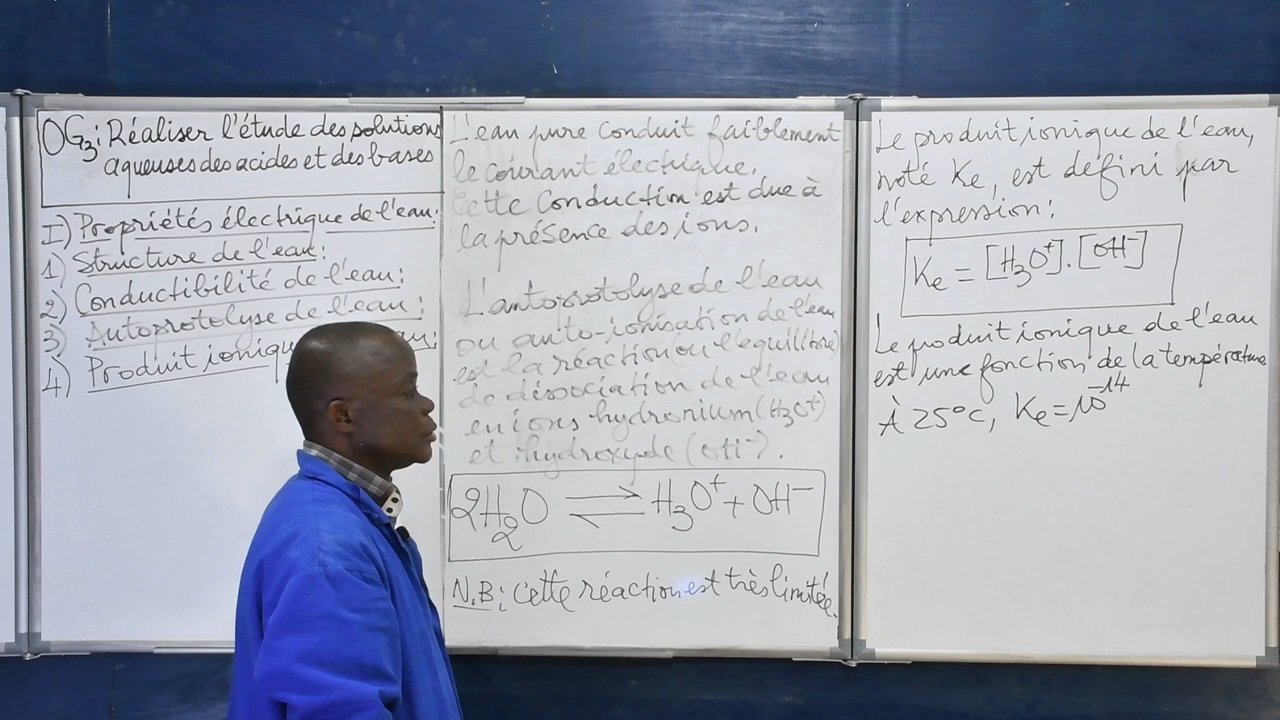 OG3: Réaliser l'étude des solutions
aqueuses des acides et des bases
I) Propriétés électrique de l'eau:
1) Structure de l'eau:
2) Conductibilité de l'eau:
3) Autoprotolyse de l'eau:
4) Produit ioniqu
L'eau pure conduit faiblement
le courant électrique.
Cette Conduction est due à
la présence des ions.
L'autoprotolyse de l'eau
ou auto-ionisation de l'eau
est la réaction (ou l'equilibre)
de dissociation de l'eau
en ions hydronium (H3O+)
et hydroxyde (OH-).
2H2O ⇌ H3O+ + OH-
N.B: Cette réaction est très limitée.
Le produit ionique de l'eau,
noté Ke, est défini par
l'expression:
Ke = [H3O+].[OH-]
Le produit ionique de l'eau
est une fonction de la température
À 25°C, Ke = 10^-14